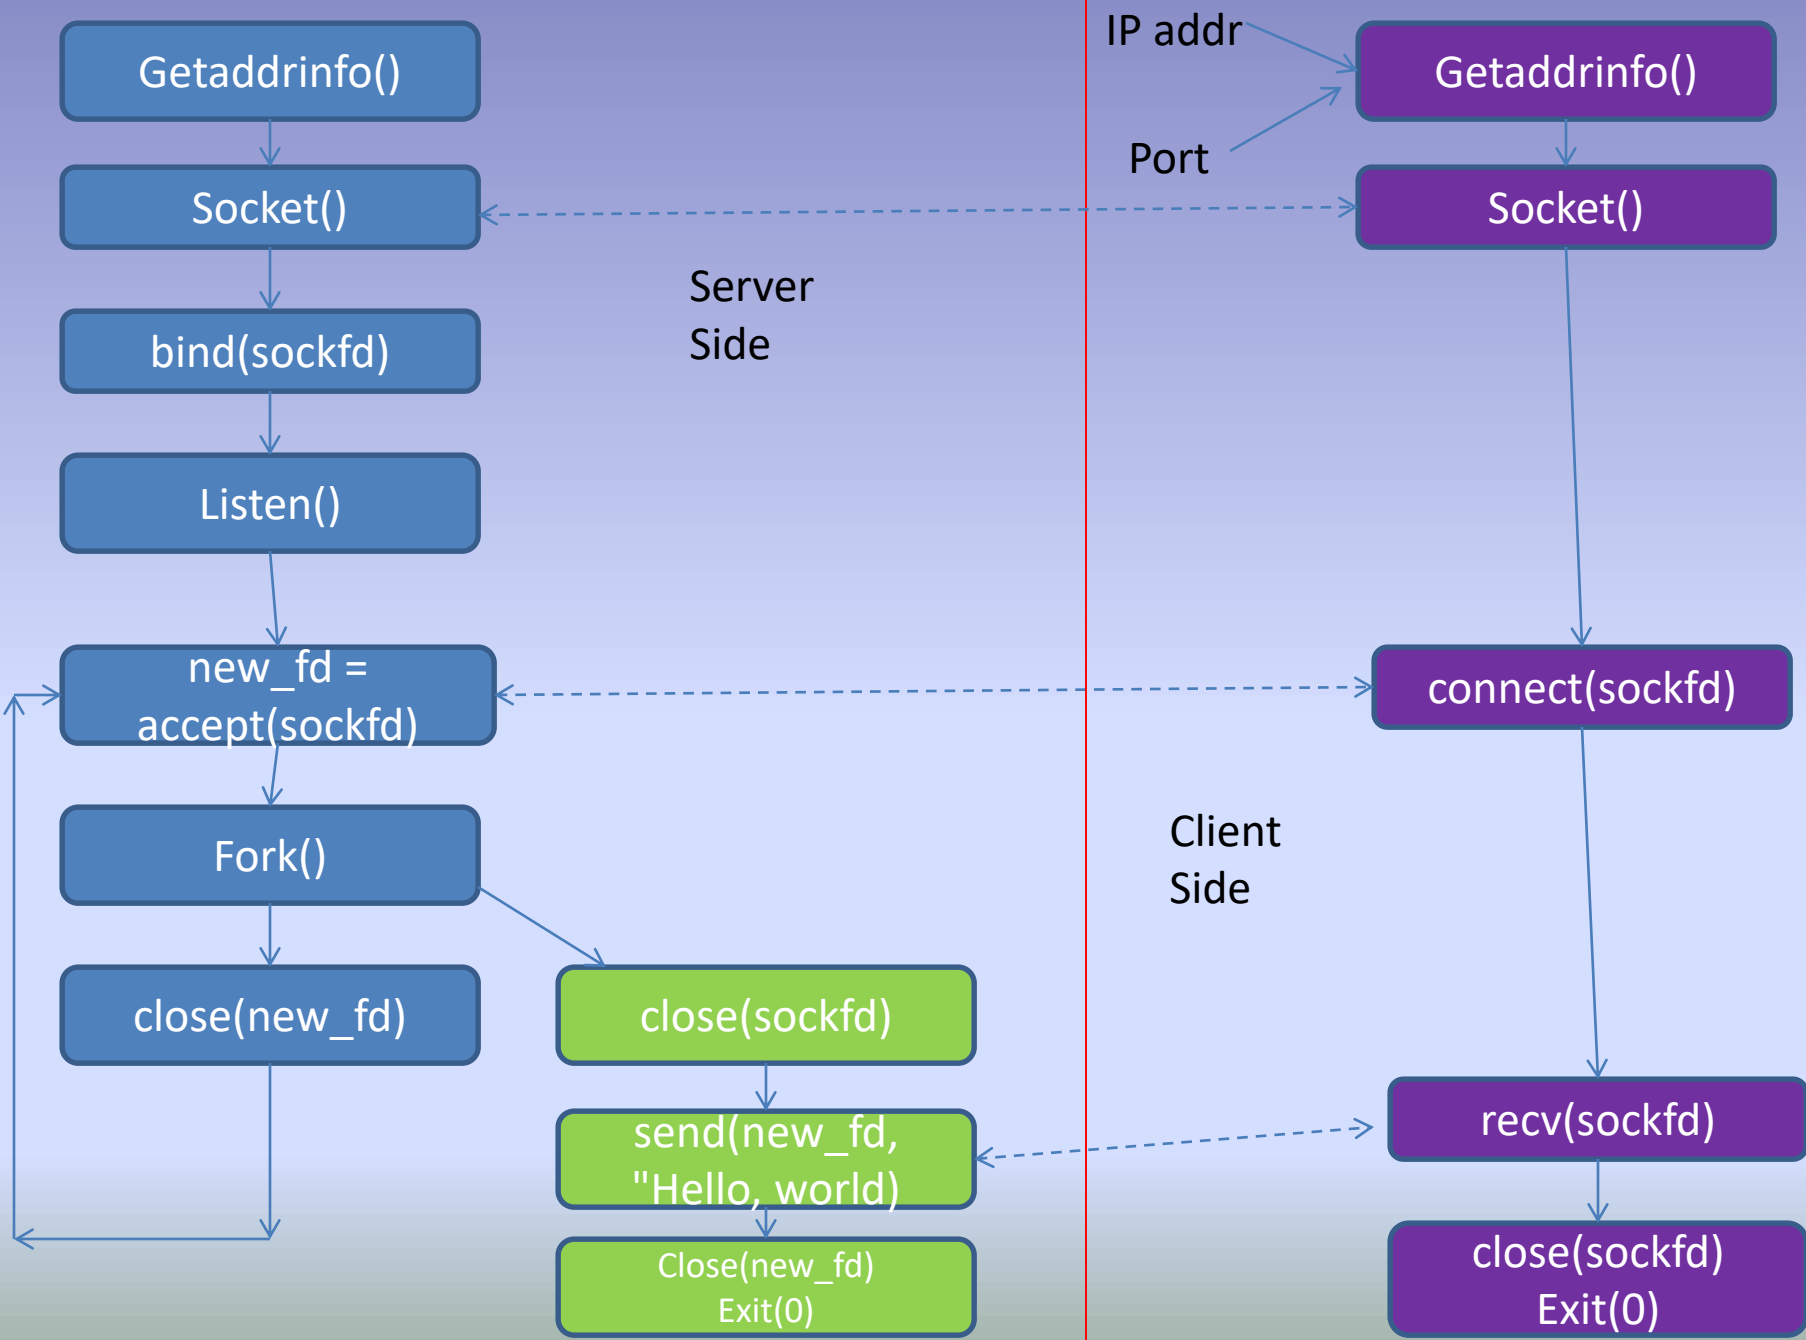 Getaddrinfo()
Socket()
bind(sockfd)
Listen()
new_fd =
accept(sockfd)
Fork()
close(new_fd)
close(sockfd)
send(new_fd,
"Hello, world)
Close(new_fd)
Exit(0)
Server
Side
IP addr
Port
Getaddrinfo()
Socket()
connect(sockfd)
Client
Side
recv(sockfd)
close(sockfd)
Exit(0)